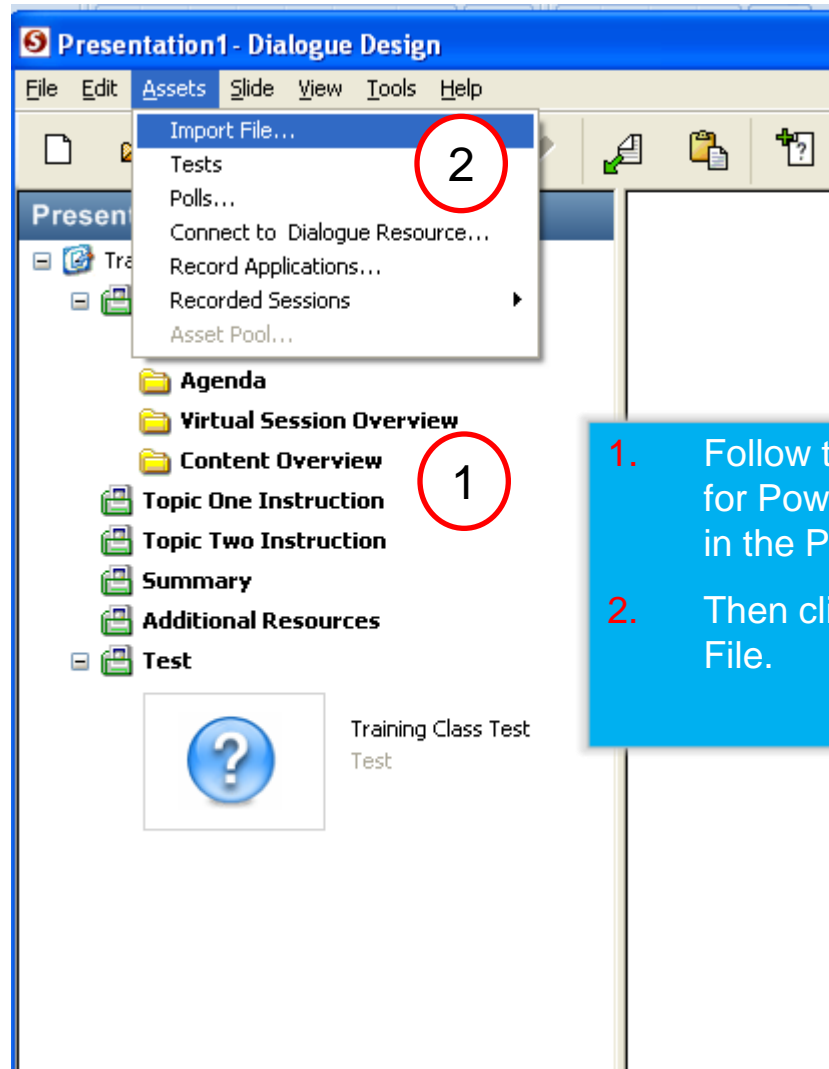 Presentation1 - Dialogue Design
File Edit Assets Slide View Tools Help
Import File...
Tests
Polls...
Connect to Dialogue Resource...
Record Applications...
Recorded Sessions
Asset Pool...
2
Agenda
Virtual Session Overview
Content Overview
1
Topic One Instruction
Topic Two Instruction
Summary
Additional Resources
Test
Training Class Test
Test
1. Follow
for
in the
2. Then
File.